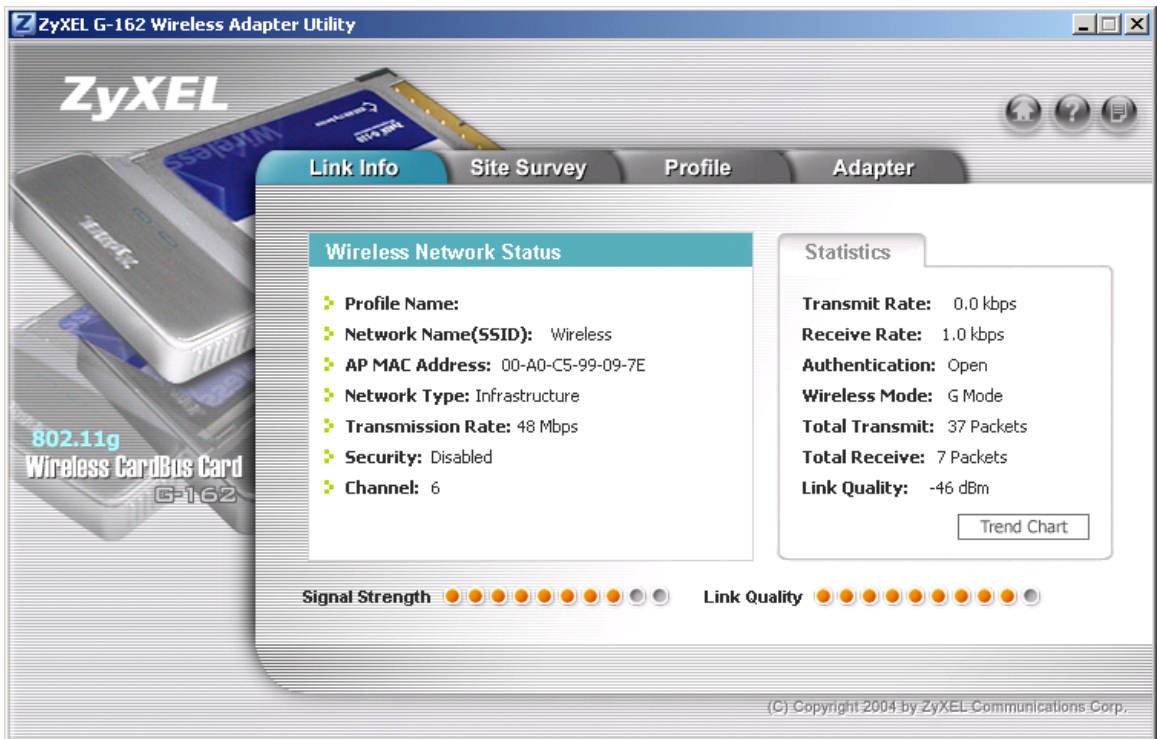 ZyXEL G-162 Wireless Adapter Utility
ZyXEL
Link Info
Site Survey
Profile
Adapter
Wireless Network Status
Profile Name:
Network Name(SSID): Wireless
AP MAC Address: 00-A0-C5-99-09-7E
Network Type: Infrastructure
Transmission Rate: 48 Mbps
Security: Disabled
Channel: 6
Statistics
Transmit Rate: 0.0 kbps
Receive Rate: 1.0 kbps
Authentication: Open
Wireless Mode: G Mode
Total Transmit: 37 Packets
Total Receive: 7 Packets
Link Quality: -46 dBm
Trend Chart
802.11g
Wireless CardBus Card
G-162
Signal Strength
Link Quality
(C) Copyright 2004 by ZyXEL Communications Corp.
Wireless
ZyXEL